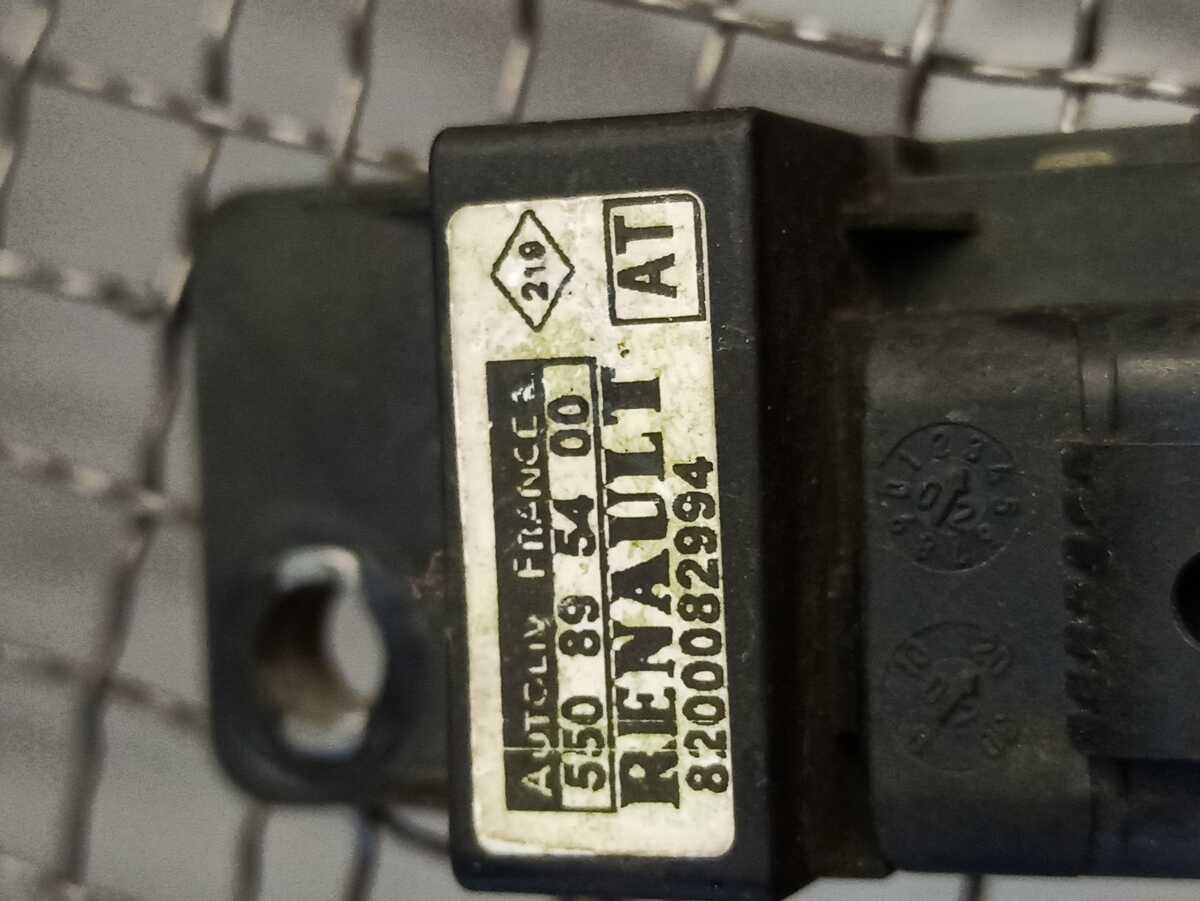 AUTOLIV FRANCE
550 89 54 00
RENAULT
8200082994
219
AT